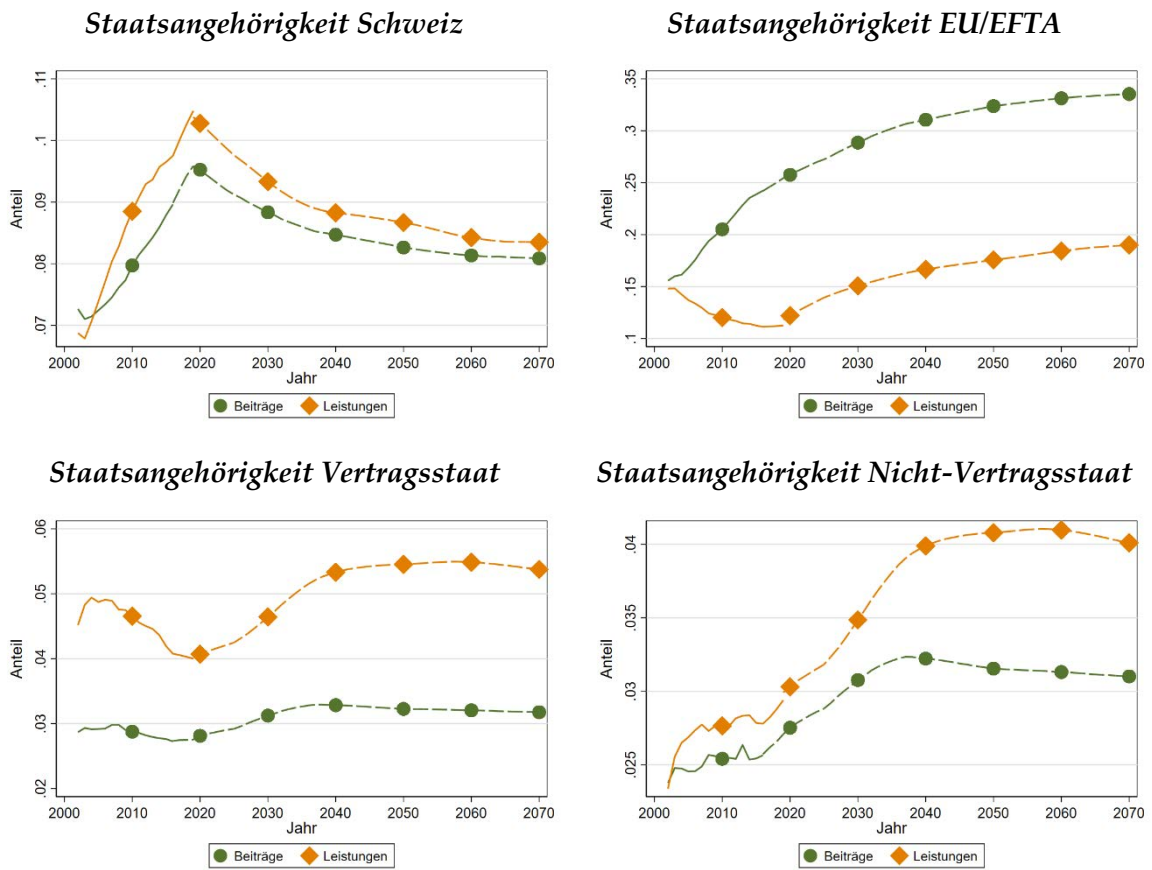 Staatsangehörigkeit Schweiz
.11
.1
.09
.08
.07
Anteil
2000 2010 2020 2030 2040 2050 2060 2070
Jahr
Beiträge Leistungen
Staatsangehörigkeit EU/EFTA
.35
.3
.25
.2
.15
.1
Anteil
2000 2010 2020 2030 2040 2050 2060 2070
Jahr
Beiträge Leistungen
Staatsangehörigkeit Vertragsstaat
.06
.05
.04
.03
.02
Anteil
2000 2010 2020 2030 2040 2050 2060 2070
Jahr
Beiträge Leistungen
Staatsangehörigkeit Nicht-Vertragsstaat
.04
.035
.03
.025
Anteil
2000 2010 2020 2030 2040 2050 2060 2070
Jahr
Beiträge Leistungen